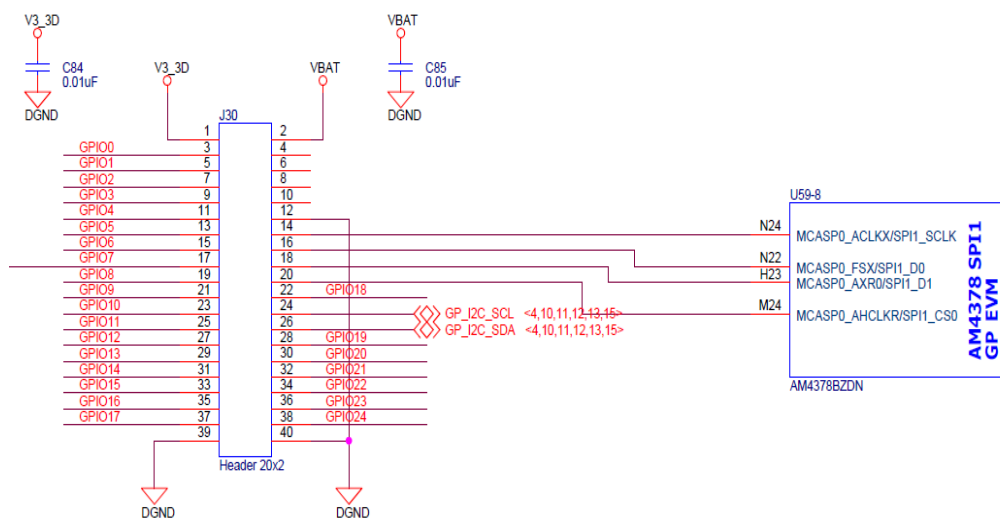 V3_3D
VBAT
C84
0.01uF
DGND
V3_3D
VBAT
C85
0.01uF
DGND
J30
1 2
GPIO0 3 4
GPIO1 5 6
GPIO2 7 8
GPIO3 9 10
GPIO4 11 12
GPIO5 13 14
GPIO6 15 16
GPIO7 17 18
GPIO8 19 20
GPIO9 21 22 GPIO18
GPIO10 23 24 GP_I2C_SCL <4,10,11,12,13,15>
GPIO11 25 26 GP_I2C_SDA <4,10,11,12,13,15>
GPIO12 27 28 GPIO19
GPIO13 29 30 GPIO20
GPIO14 31 32 GPIO21
GPIO15 33 34 GPIO22
GPIO16 35 36 GPIO23
GPIO17 37 38 GPIO24
39 40
Header 20x2
DGND
DGND
U59-8
N24 MCASP0_ACLKX/SPI1_SCLK
N22 MCASP0_FSX/SPI1_D0
H23 MCASP0_AXR0/SPI1_D1
M24 MCASP0_AHCLKR/SPI1_CS0
AM4378 SPI1
GP EVM
AM4378BZDN